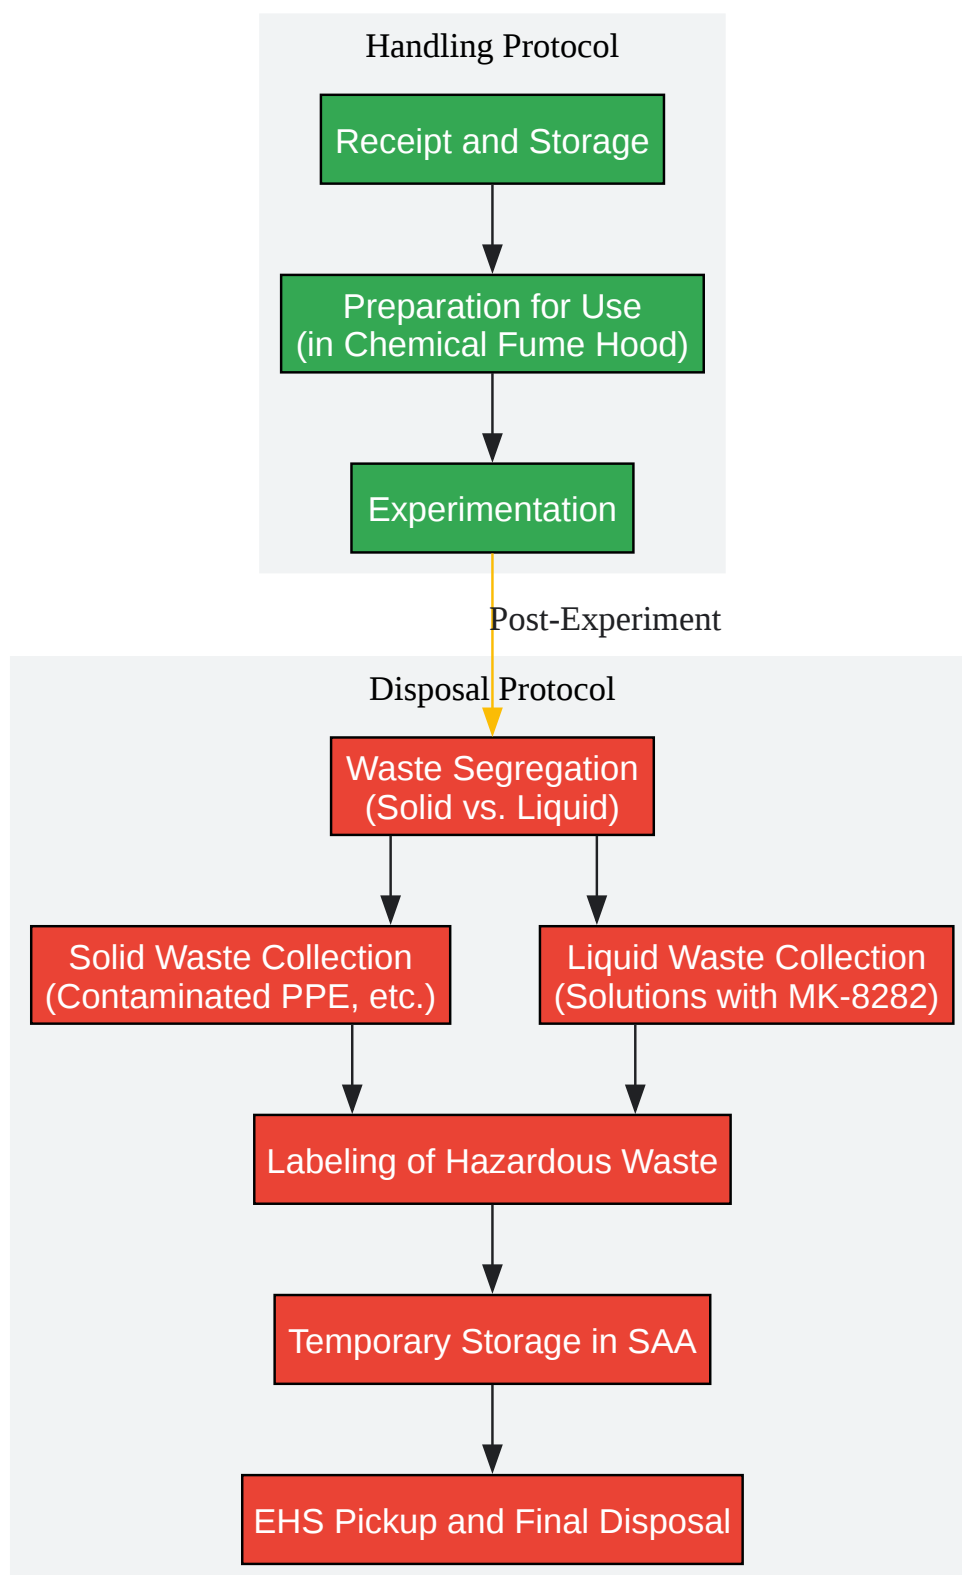 Handling Protocol
Receipt and Storage
Preparation for Use
(in Chemical Fume Hood)
Experimentation
Post-Experiment
Disposal Protocol
Waste Segregation
(Solid vs. Liquid)
Solid Waste Collection
(Contaminated PPE, etc.)
Liquid Waste Collection
(Solutions with MK-8282)
Labeling of Hazardous Waste
Temporary Storage in SAA
EHS Pickup and Final Disposal